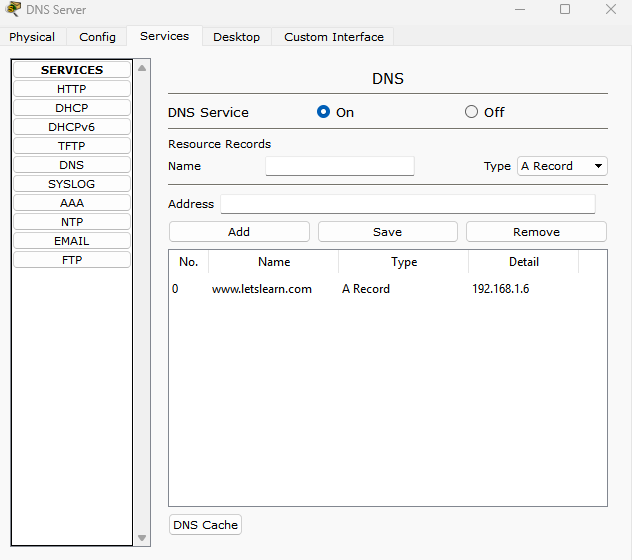 DNS Server
Physical Config Services Desktop Custom Interface
SERVICES
HTTP
DHCP
DHCPv6
TFTP
DNS
SYSLOG
AAA
NTP
EMAIL
FTP
DNS
DNS Service On Off
Resource Records
Name Type A Record
Address
Add Save Remove
No. Name Type Detail
0 www.letslearn.com A Record 192.168.1.6
DNS Cache